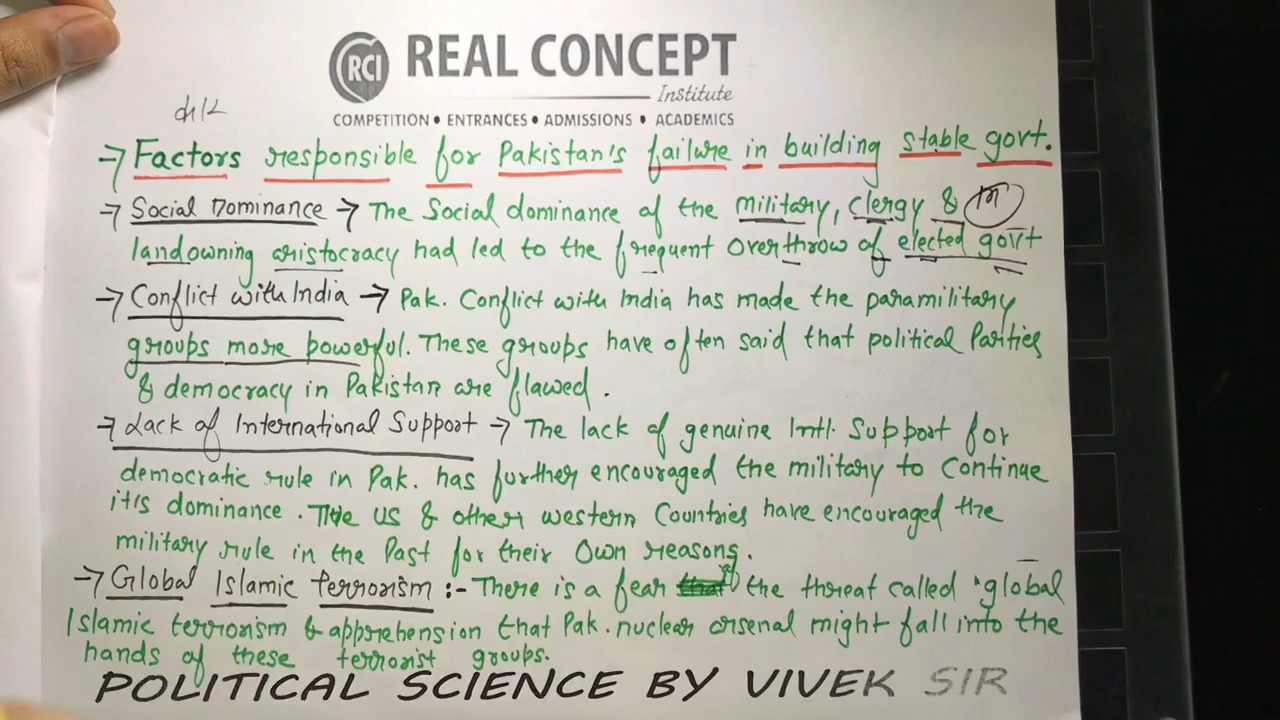 RCI REAL CONCEPT
Institute
COMPETITION • ENTRANCES • ADMISSIONS • ACADEMICS
→ Factors responsible for Pakistan's failure in building stable govt.
→ Social Dominance → The Social dominance of the military, clergy &
landowning aristocracy had led to the frequent overthrow of elected govt
→ Conflict with India → Pak. Conflict with India has made the paramilitary
groups more powerful. These groups have often said that political Parties
& democracy in Pakistan are flawed.
→ Lack of International Support → The lack of genuine Intl. Support for
democratic rule in Pak. has further encouraged the military to Continue
it's dominance. The US & other western Countries have encouraged the
military rule in the Past for their Own reasons.
→ Global Islamic terrorism :- There is a fear of the threat called 'global
Islamic terrorism & apprehension that Pak. nuclear arsenal might fall into the
hands of these terrorist groups.
POLITICAL SCIENCE BY VIVEK SIR